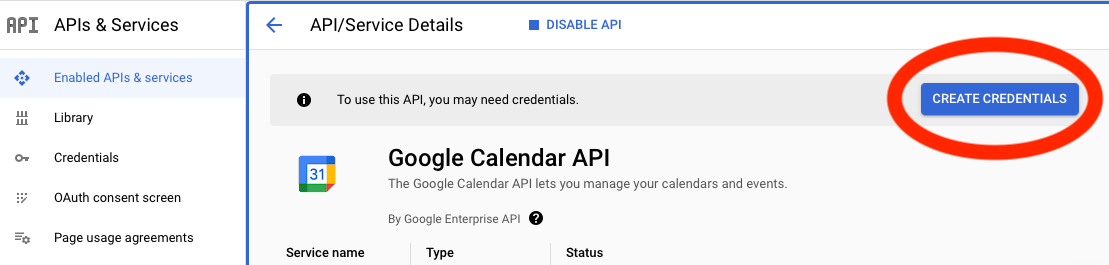 API APIs & Services
Enabled APIs & services
Library
Credentials
OAuth consent screen
Page usage agreements
API/Service Details
DISABLE API
To use this API, you may need credentials.
CREATE CREDENTIALS
31
Google Calendar API
The Google Calendar API lets you manage your calendars and events.
By Google Enterprise API
Service name Type Status